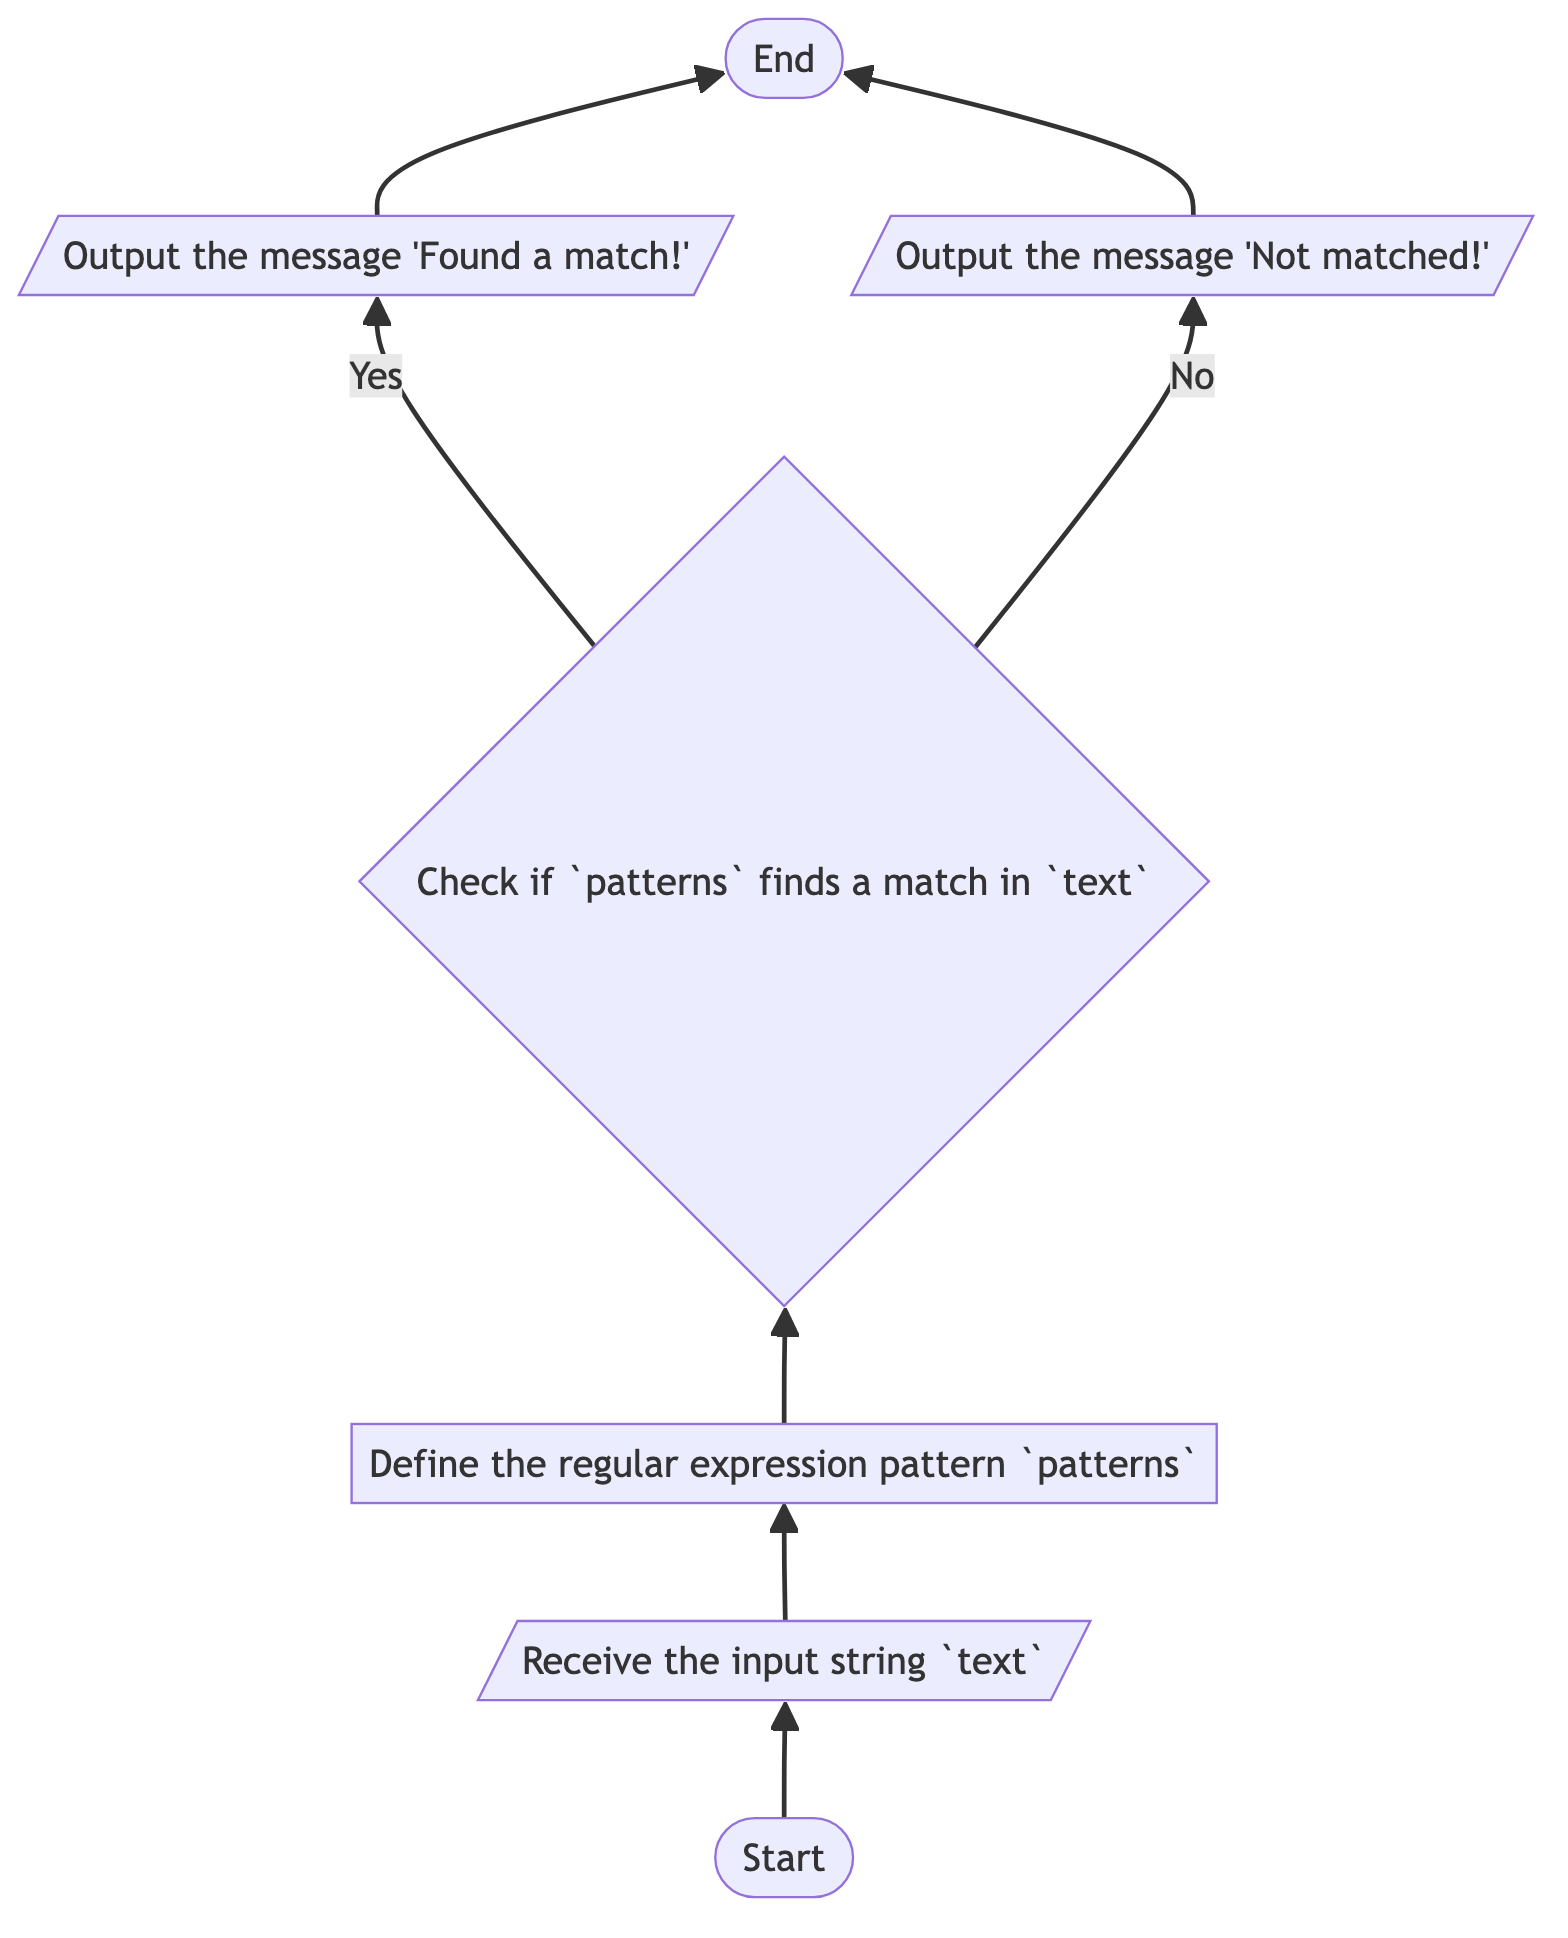 End
Output the message 'Found a match!'
Output the message 'Not matched!'
Yes
No
Check if `patterns` finds a match in `text`
Define the regular expression pattern `patterns`
Receive the input string `text`
Start